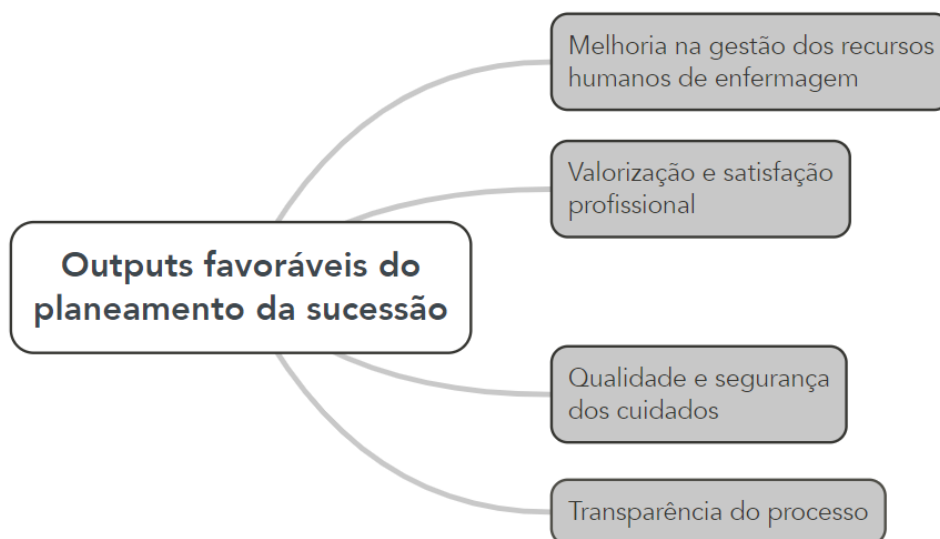 Melhoria na gestão dos recursos
humanos de enfermagem
Valorização e satisfação
profissional
Outputs favoráveis do
planeamento da sucessão
Qualidade e segurança
dos cuidados
Transparência do processo